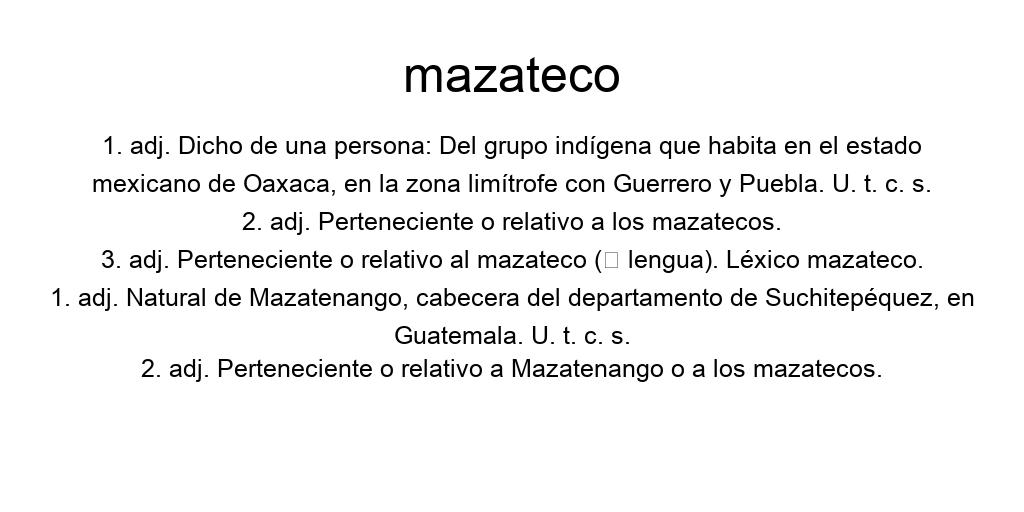 mazateco
1. adj. Dicho de una persona: Del grupo indígena que habita en el estado
mexicano de Oaxaca, en la zona limítrofe con Guerrero y Puebla. U. t. c. s.
2. adj. Perteneciente o relativo a los mazatecos.
3. adj. Perteneciente o relativo al mazateco (▯ lengua). Léxico mazateco.
1. adj. Natural de Mazatenango, cabecera del departamento de Suchitepéquez, en
Guatemala. U. t. c. s.
2. adj. Perteneciente o relativo a Mazatenango o a los mazatecos.